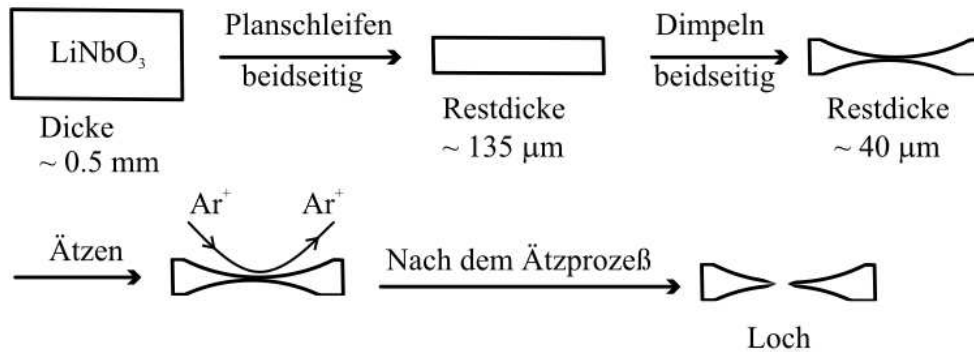 LiNbO₃
Dicke
~ 0.5 mm
Planschleifen
beidseitig
Restdicke
~ 135 µm
Dimpeln
beidseitig
Restdicke
~ 40 µm
Ätzen
Ar⁺ Ar⁺
Nach dem Ätzprozeß
Loch